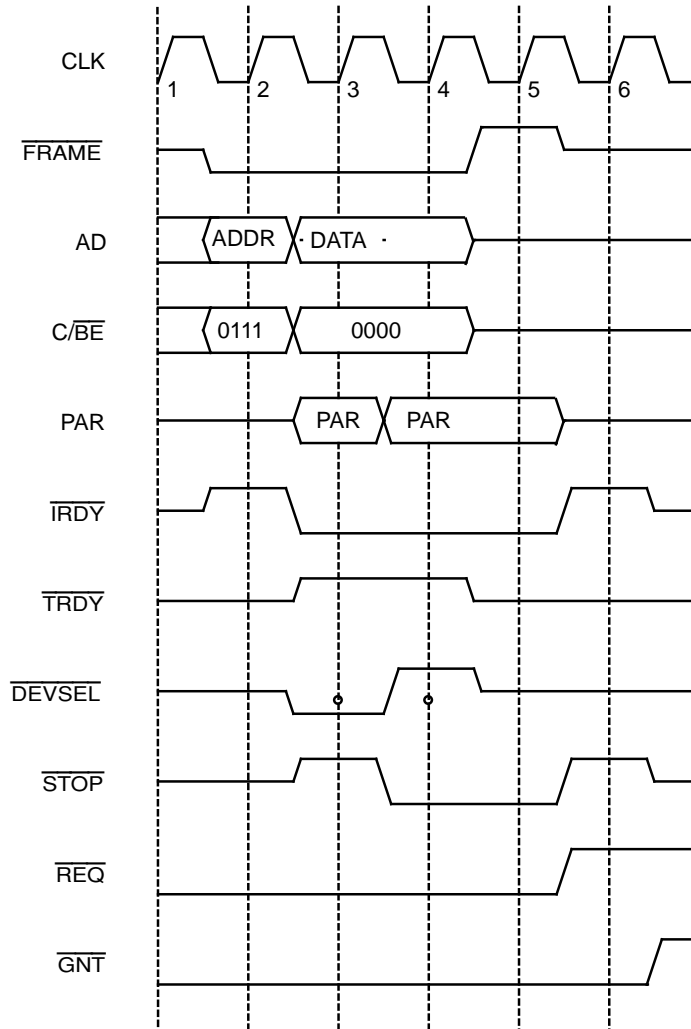 CLK
1 2 3 4 5 6
FRAME
AD
ADDR DATA
C/BE
0111 0000
PAR
PAR PAR
IRDY
TRDY
DEVSEL
STOP
REQ
GNT